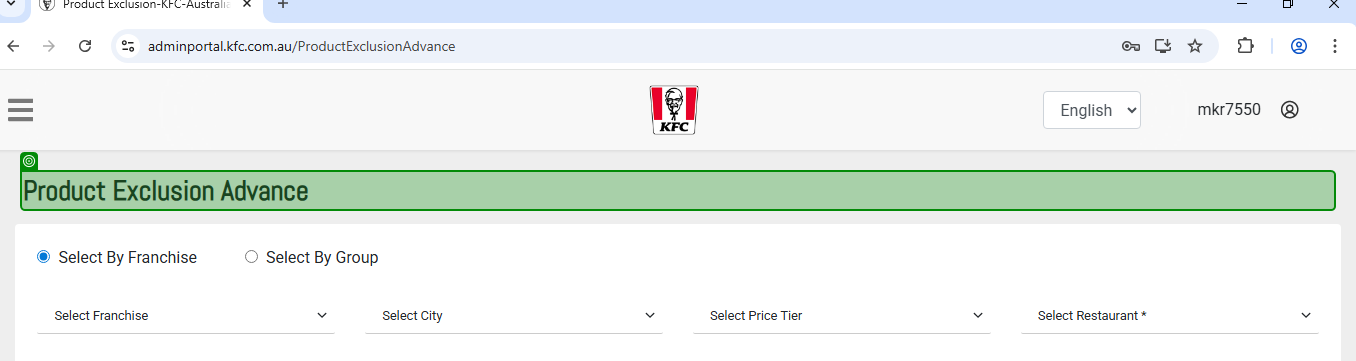 Product Exclusion-KFC-Australia
adminportal.kfc.com.au/ProductExclusionAdvance
KFC
English
mkr7550
Product Exclusion Advance
Select By Franchise
Select By Group
Select Franchise
Select City
Select Price Tier
Select Restaurant *